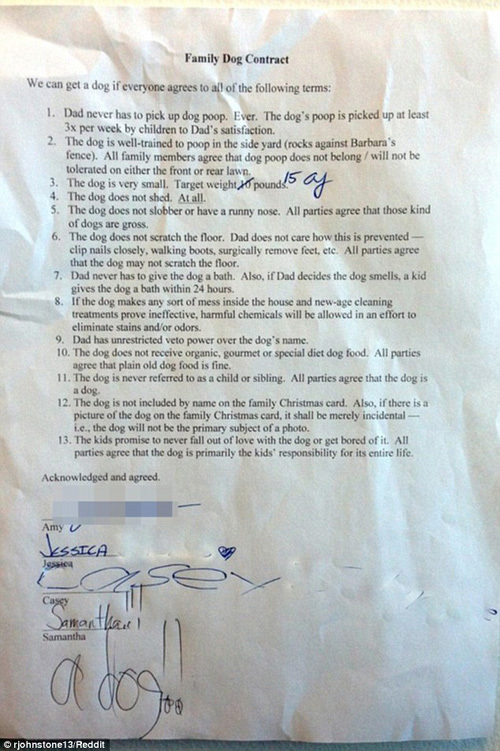 Family Dog Contract
We can get a dog if everyone agrees to all of the following terms:
1. Dad never has to pick up dog poop. Ever. The dog's poop is picked up at least
3x per week by children to Dad's satisfaction.
2. The dog is well-trained to poop in the side yard (rocks against Barbara's
fence). All family members agree that dog poop does not belong / will not be
tolerated on either the front or rear lawn.
3. The dog is very small. Target weight 10 pounds. 15 aj
4. The dog does not shed. At all.
5. The dog does not slobber or have a runny nose. All parties agree that those kind
of dogs are gross.
6. The dog does not scratch the floor. Dad does not care how this is prevented —
clip nails closely, walking boots, surgically remove feet, etc. All parties agree
that the dog may not scratch the floor.
7. Dad never has to give the dog a bath. Also, if Dad decides the dog smells, a kid
gives the dog a bath within 24 hours.
8. If the dog makes any sort of mess inside the house and new-age cleaning
treatments prove ineffective, harmful chemicals will be allowed in an effort to
eliminate stains and/or odors.
9. Dad has unrestricted veto power over the dog's name.
10. The dog does not receive organic, gourmet or special diet dog food. All parties
agree that plain old dog food is fine.
11. The dog is never referred to as a child or sibling. All parties agree that the dog is
a dog.
12. The dog is not included by name on the family Christmas card. Also, if there is a
picture of the dog on the family Christmas card, it shall be merely incidental —
i.e., the dog will not be the primary subject of a photo.
13. The kids promise to never fall out of love with the dog or get bored of it. All
parties agree that the dog is primarily the kids' responsibility for its entire life.
Acknowledged and agreed.
Amy
JESSICA
Jessica
Casey
Casey
Samantha
Samantha
a dog!!
© rjohnstone13/Reddit